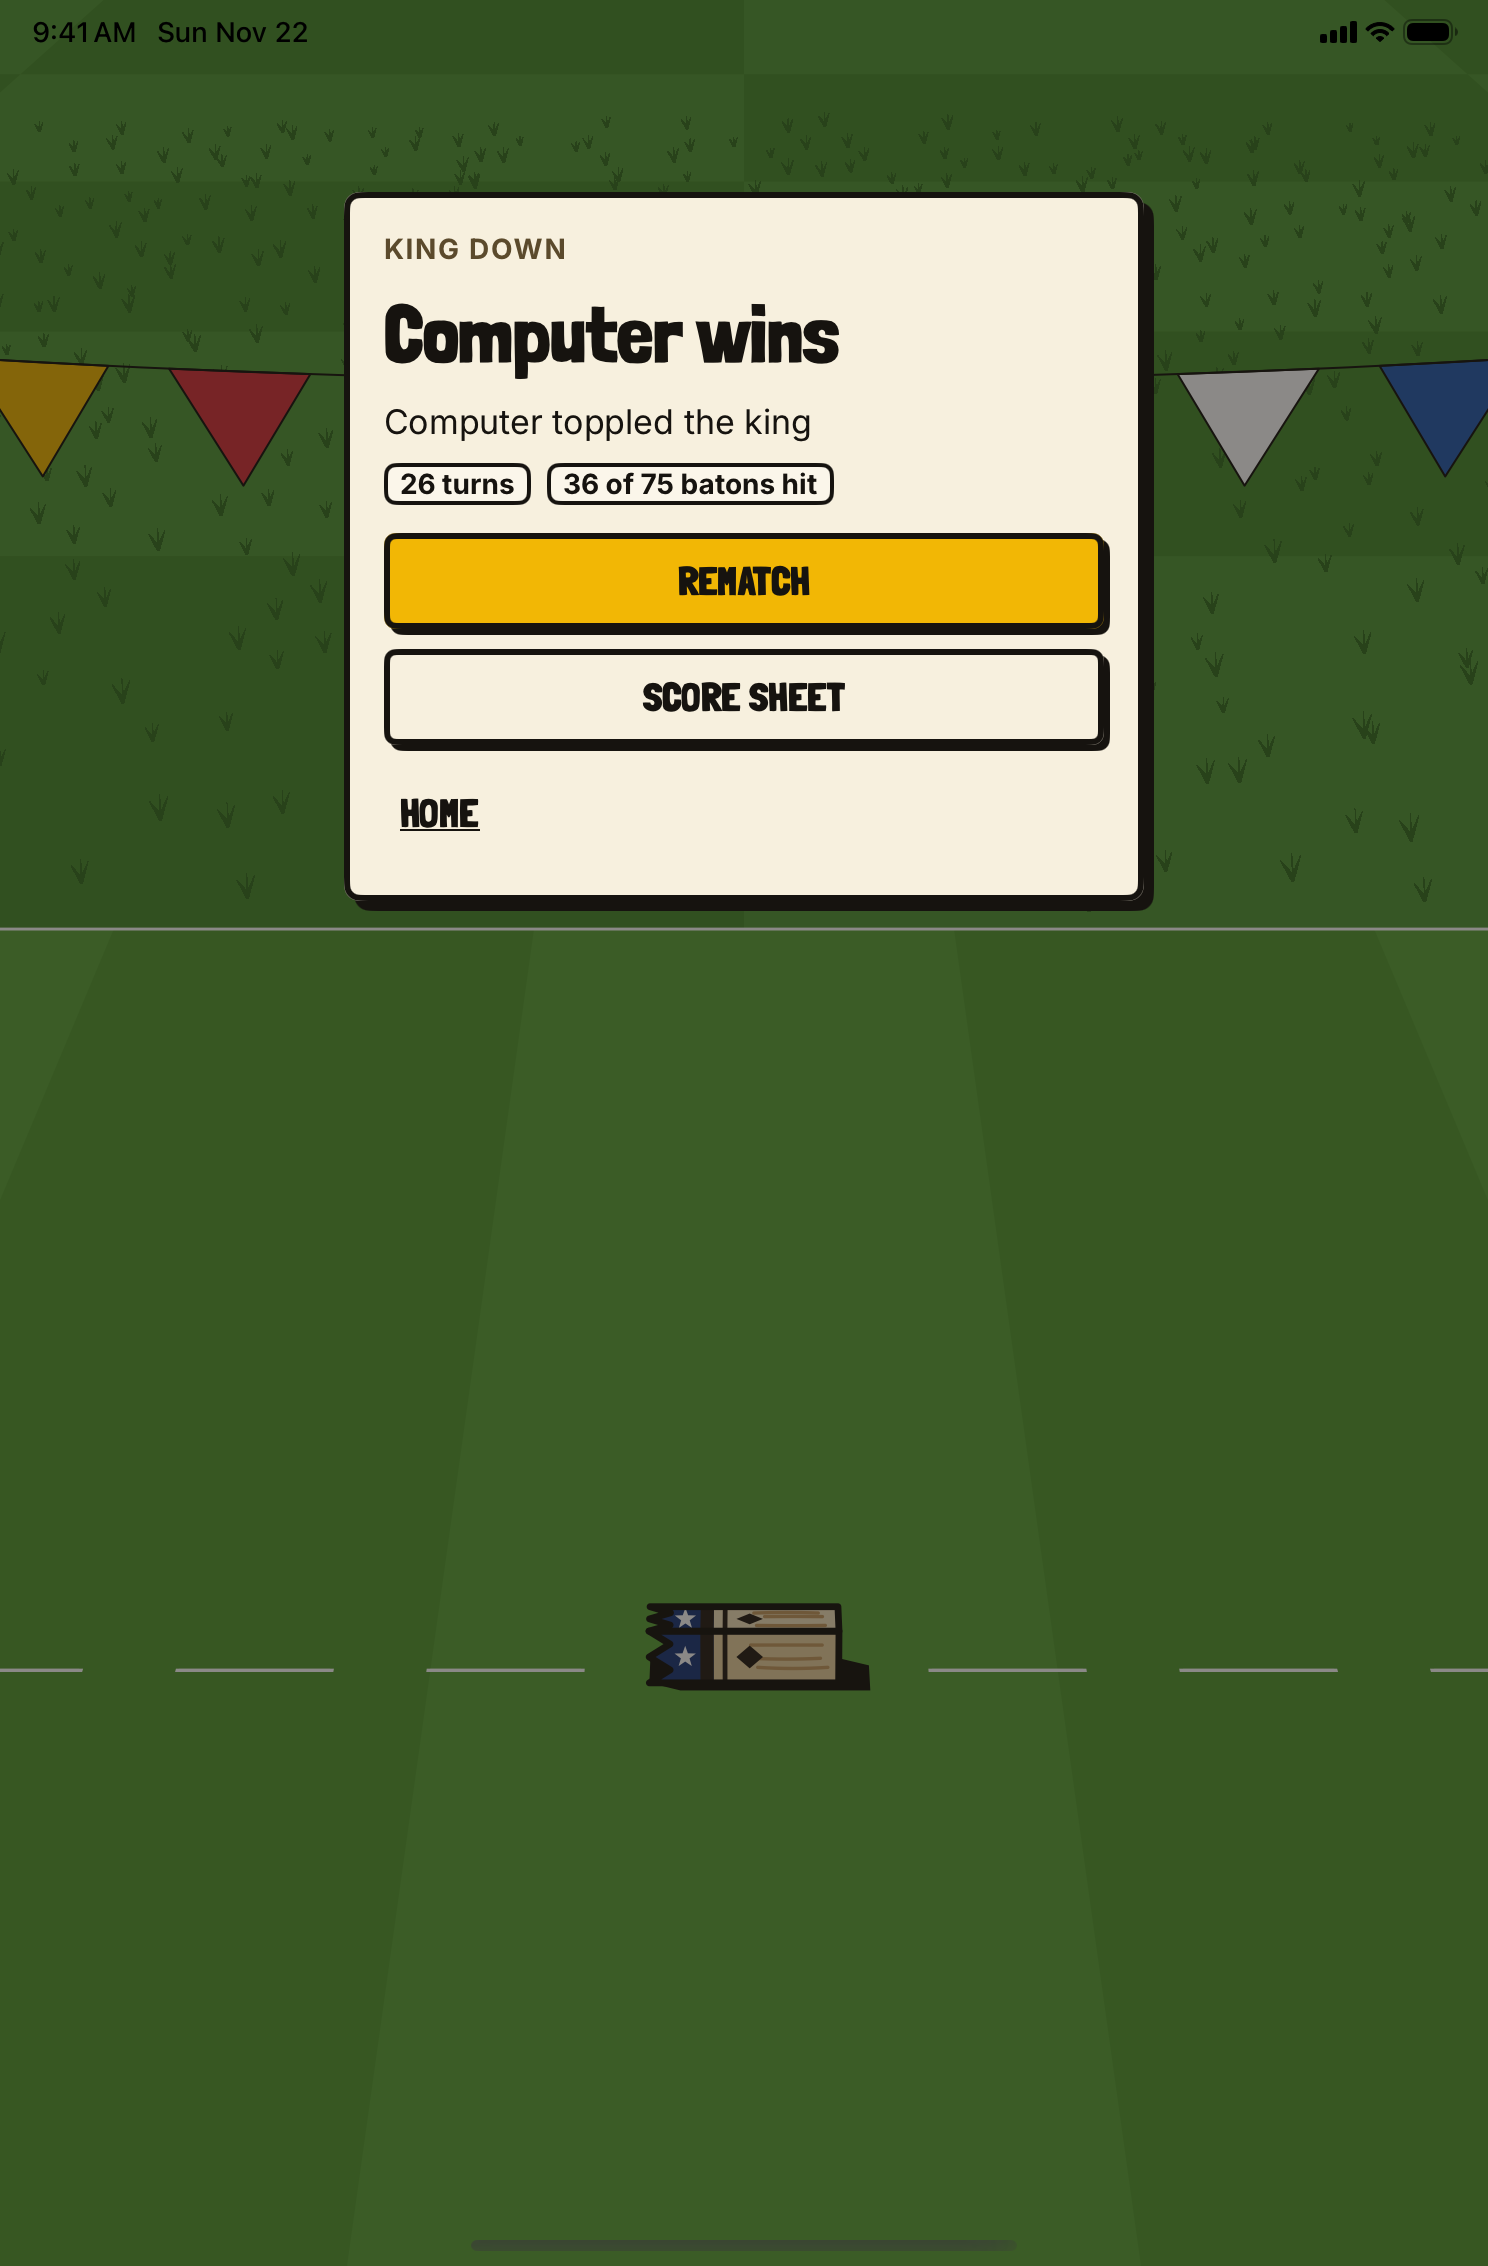 9:41 AM Sun Nov 22
KING DOWN
Computer wins
Computer toppled the king
26 turns 36 of 75 batons hit
REMATCH
SCORE SHEET
HOME